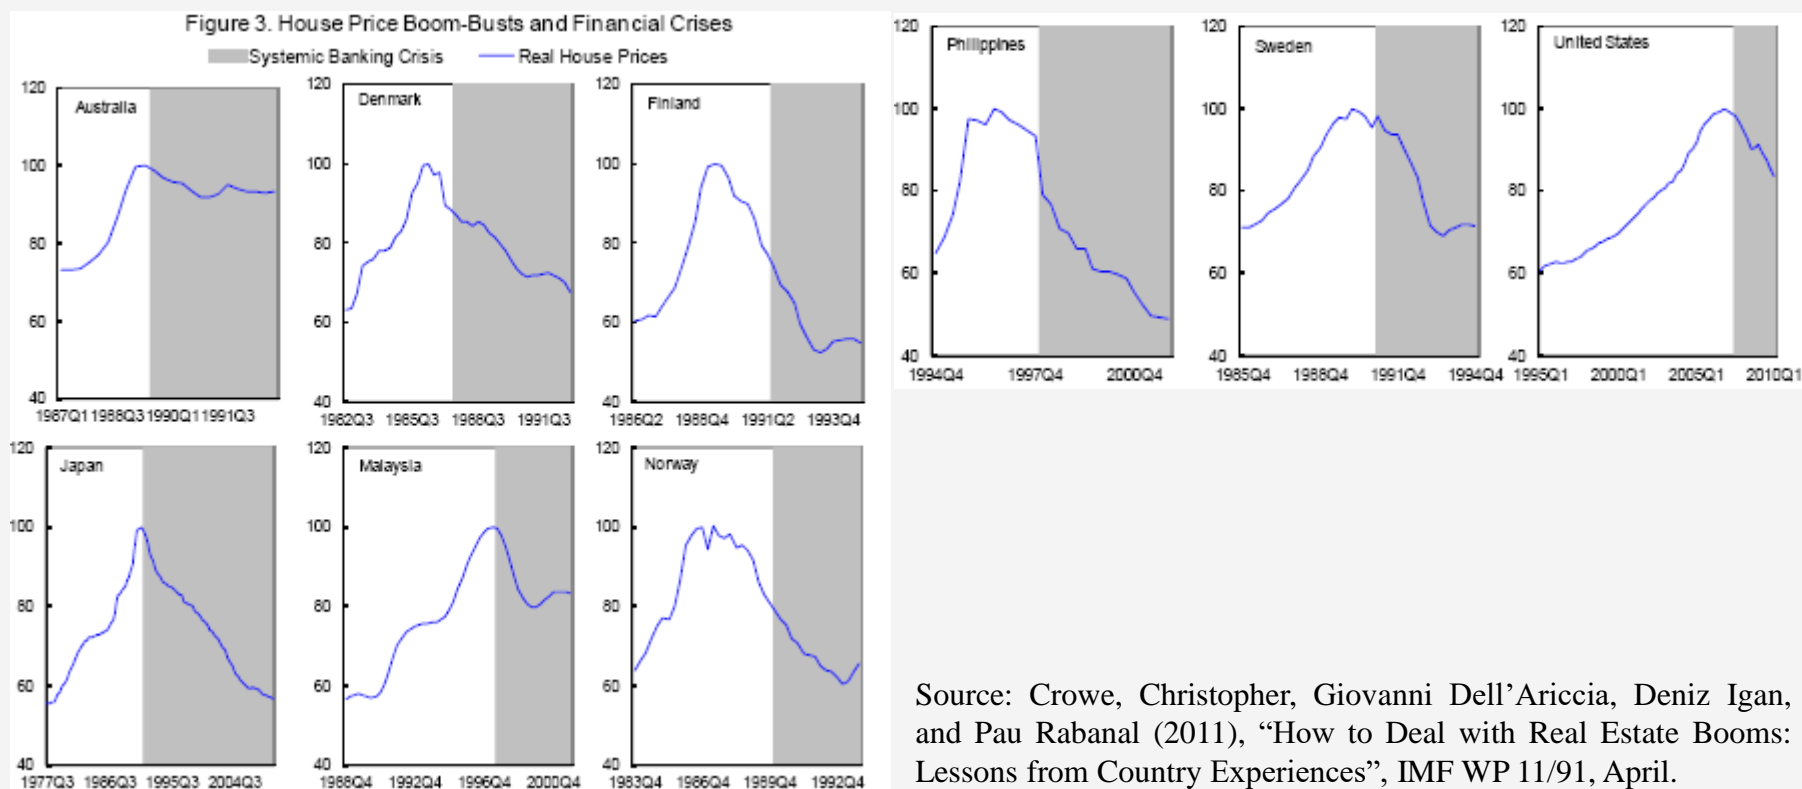 Figure 3. House Price Boom-Busts and Financial Crises
Systemic Banking Crisis Real House Prices
120
100
80
60
40
Australia
1987Q1 1988Q3 1990Q1 1991Q3
120
100
80
60
40
Denmark
1982Q3 1985Q3 1988Q3 1991Q3
120
100
80
60
40
Finland
1986Q2 1988Q4 1991Q2 1993Q4
120
100
80
60
40
Japan
1977Q3 1986Q3 1995Q3 2004Q3
120
100
80
60
40
Malaysia
1988Q4 1992Q4 1996Q4 2000Q4
120
100
80
60
40
Norway
1983Q4 1986Q4 1989Q4 1992Q4
120
100
80
60
40
Philippines
1994Q4 1997Q4 2000Q4
120
100
80
60
40
Sweden
1985Q4 1988Q4 1991Q4 1994Q4
120
100
80
60
40
United States
1995Q1 2000Q1 2005Q1 2010Q1
Source: Crowe, Christopher, Giovanni Dell’Ariccia, Deniz Igan,
and Pau Rabanal (2011), “How to Deal with Real Estate Booms:
Lessons from Country Experiences”, IMF WP 11/91, April.